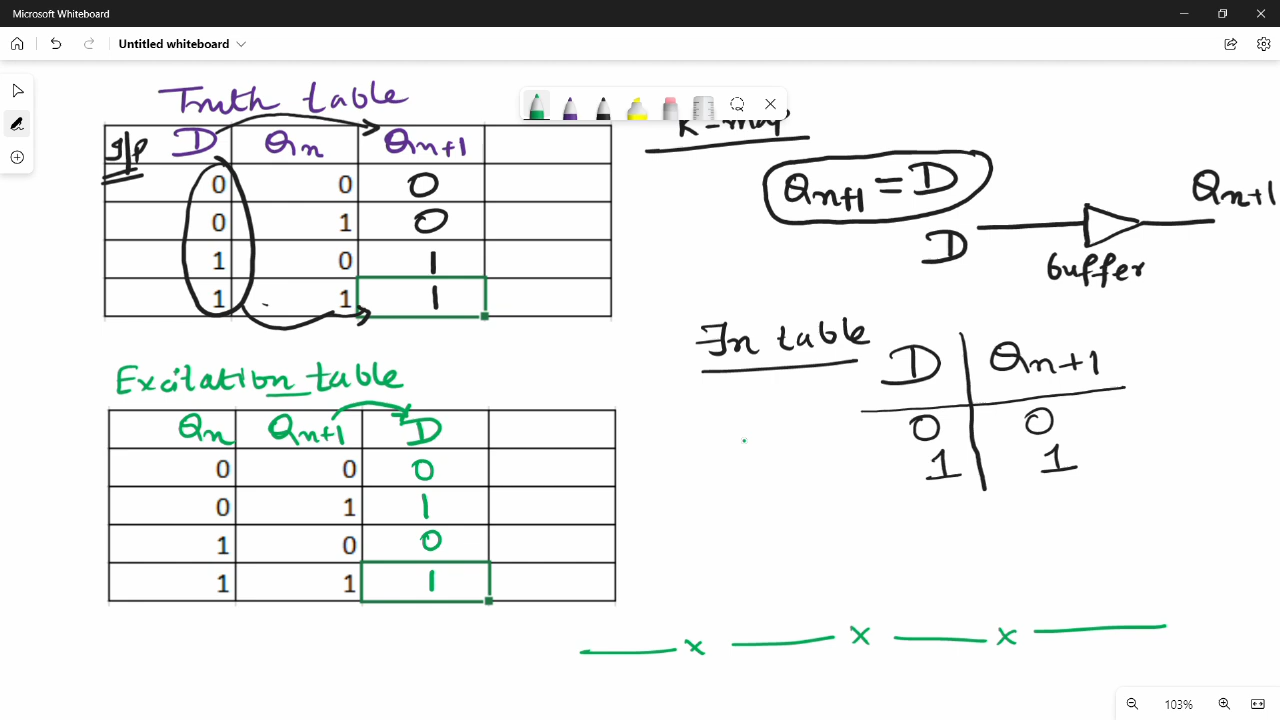 Microsoft Whiteboard
Untitled whiteboard
Truth table
I/P D Qn Qn+1
0 0 0
0 1 0
1 0 1
1 1 1
Excitation table
Qn Qn+1 D
0 0 0
0 1 1
1 0 0
1 1 1
K-map
Qn+1 = D
D
Qn+1
buffer
In table
D Qn+1
0 0
1 1
x x x
103%